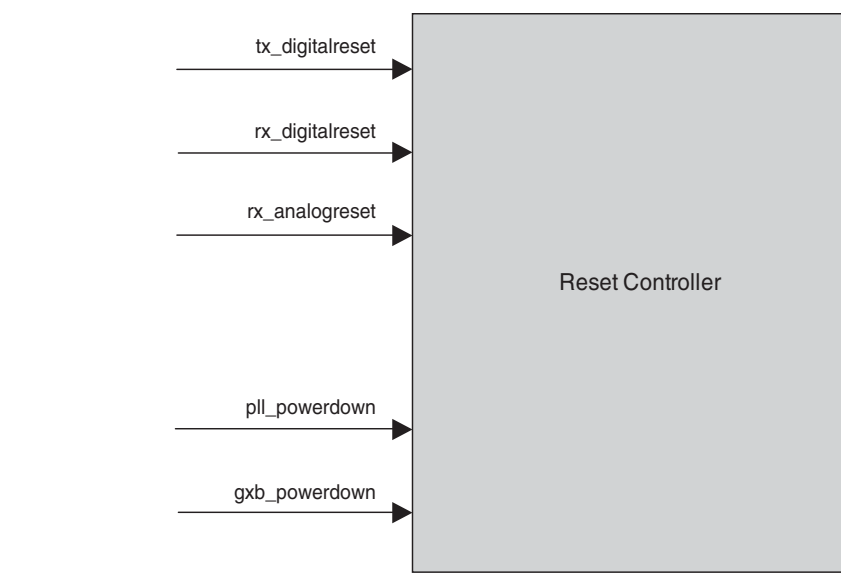 tx_digitalreset
rx_digitalreset
rx_analogreset
Reset Controller
pll_powerdown
gxb_powerdown